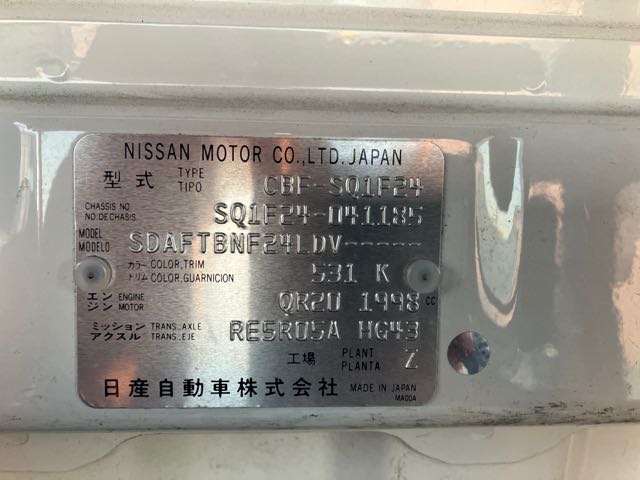 NISSAN MOTOR CO.,LTD.JAPAN
型式 TYPE TIPO CBF-SQ1F24
CHASSIS NO. NO.DE CHASIS SQ1F24-041185
MODEL MODELO SDAFTBNF24LDV-----
カラー トリム COLOR,TRIM COLOR,GUARNICION 531 K
エンジン ENGINE MOTOR QR20 1998 CC
ミッション アクスル TRANS.,AXLE TRANS.,EJE RE5R05A HG43
工場 PLANT PLANTA Z
日産自動車株式会社 MADE IN JAPAN
MA00A